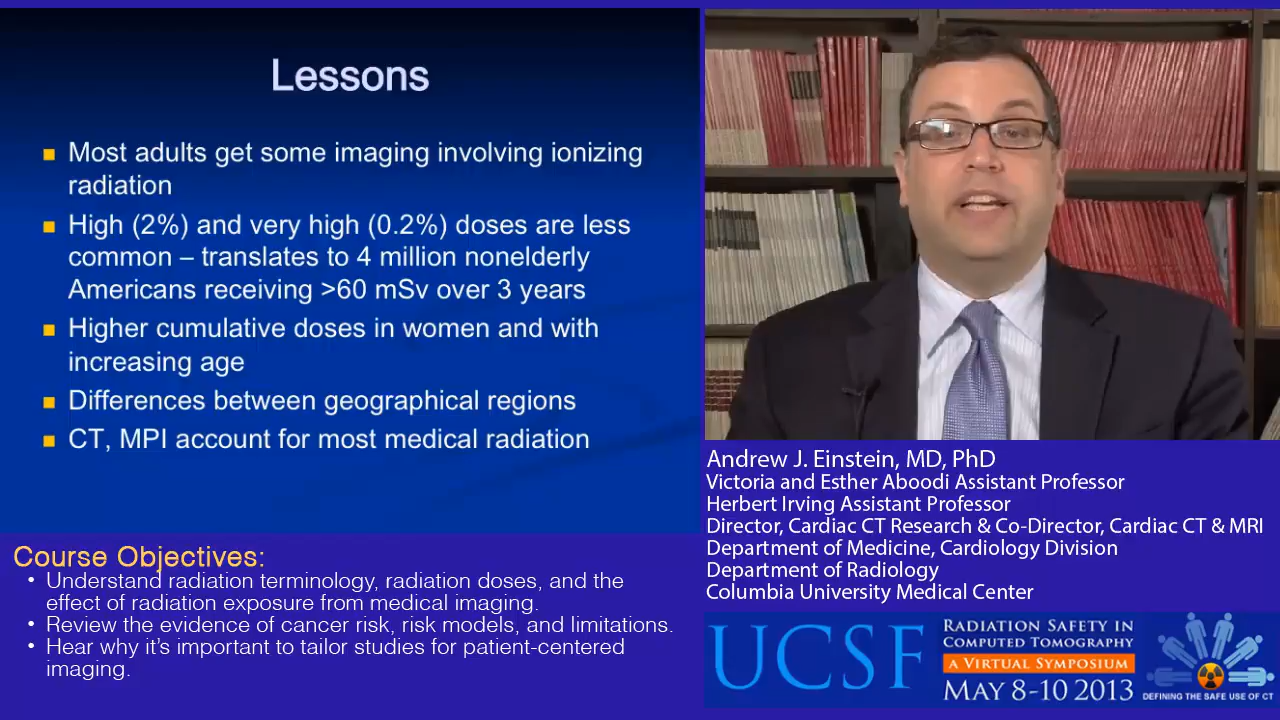 Lessons
Most adults get some imaging involving ionizing
radiation
High (2%) and very high (0.2%) doses are less
common – translates to 4 million nonelderly
Americans receiving >60 mSv over 3 years
Higher cumulative doses in women and with
increasing age
Differences between geographical regions
CT, MPI account for most medical radiation
Course Objectives:
• Understand radiation terminology, radiation doses, and the
effect of radiation exposure from medical imaging.
• Review the evidence of cancer risk, risk models, and limitations.
• Hear why it's important to tailor studies for patient-centered
imaging.
Andrew J. Einstein, MD, PhD
Victoria and Esther Aboodi Assistant Professor
Herbert Irving Assistant Professor
Director, Cardiac CT Research & Co-Director, Cardiac CT & MRI
Department of Medicine, Cardiology Division
Department of Radiology
Columbia University Medical Center
UCSF
RADIATION SAFETY IN
COMPUTED TOMOGRAPHY
A VIRTUAL SYMPOSIUM
MAY 8-10 2013
DEFINING THE SAFE USE OF CT